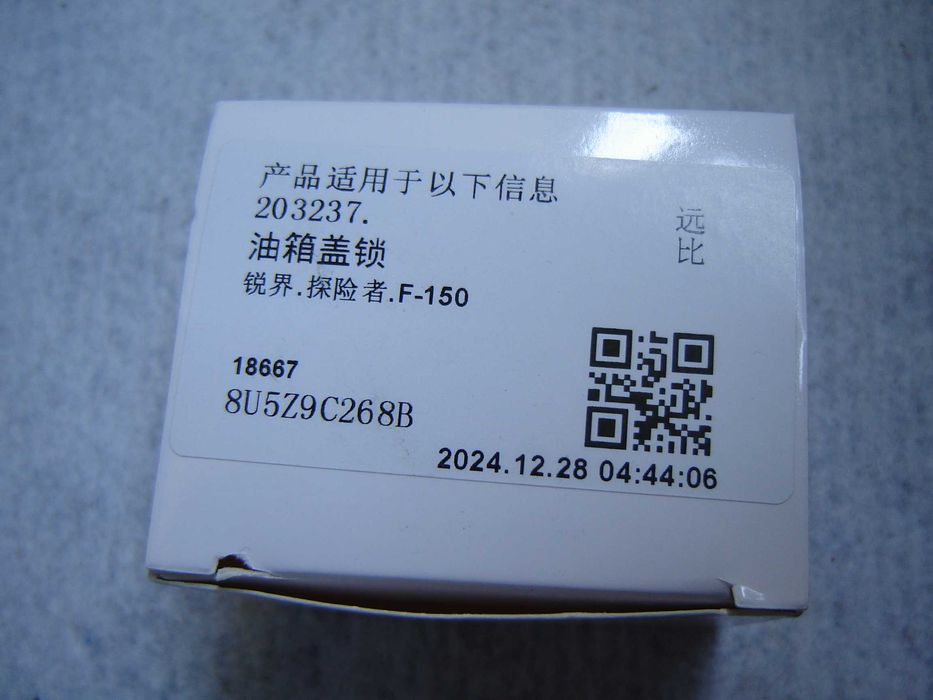 产品适用于以下信息
203237.
远比
油箱盖锁
锐界.探险者.F-150
18667
8U5Z9C268B
2024.12.28 04:44:06